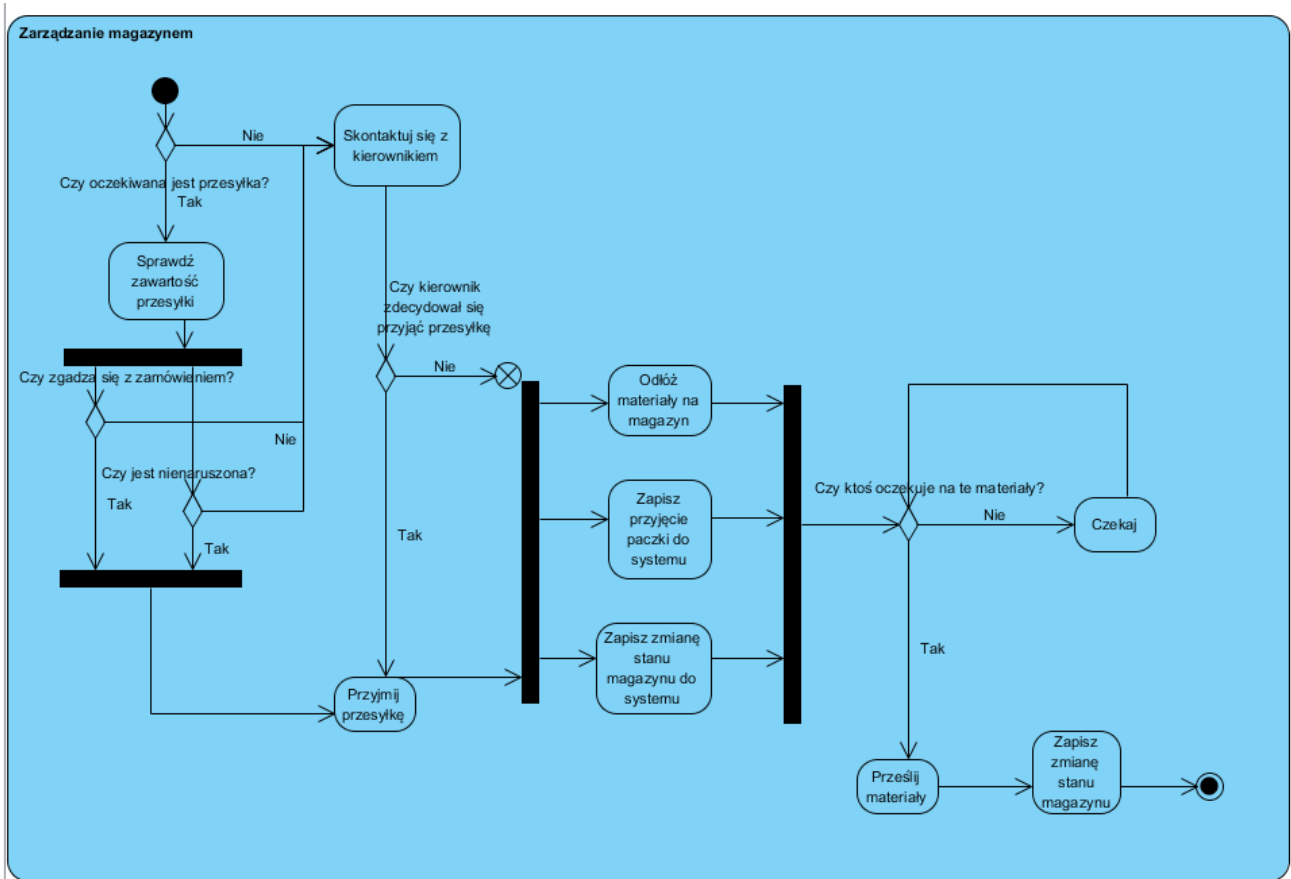 Zarządzanie magazynem
Nie
Skontaktuj się z
kierownikiem
Czy oczekiwana jest przesyłka?
Tak
Sprawdź
zawartość
przesyłki
Czy kierownik
zdecydował się
przyjąć przesyłkę
Nie
Czy zgadza się z zamówieniem?
Nie
Czy jest nienaruszona?
Tak
Tak
Tak
Przyjmij
przesyłkę
Odłóż
materiały na
magazyn
Zapisz
przyjęcie
paczki do
systemu
Zapisz zmianę
stanu
magazynu do
systemu
Czy ktoś oczekuje na te materiały?
Nie
Czekaj
Tak
Prześlij
materiały
Zapisz
zmianę
stanu
magazynu